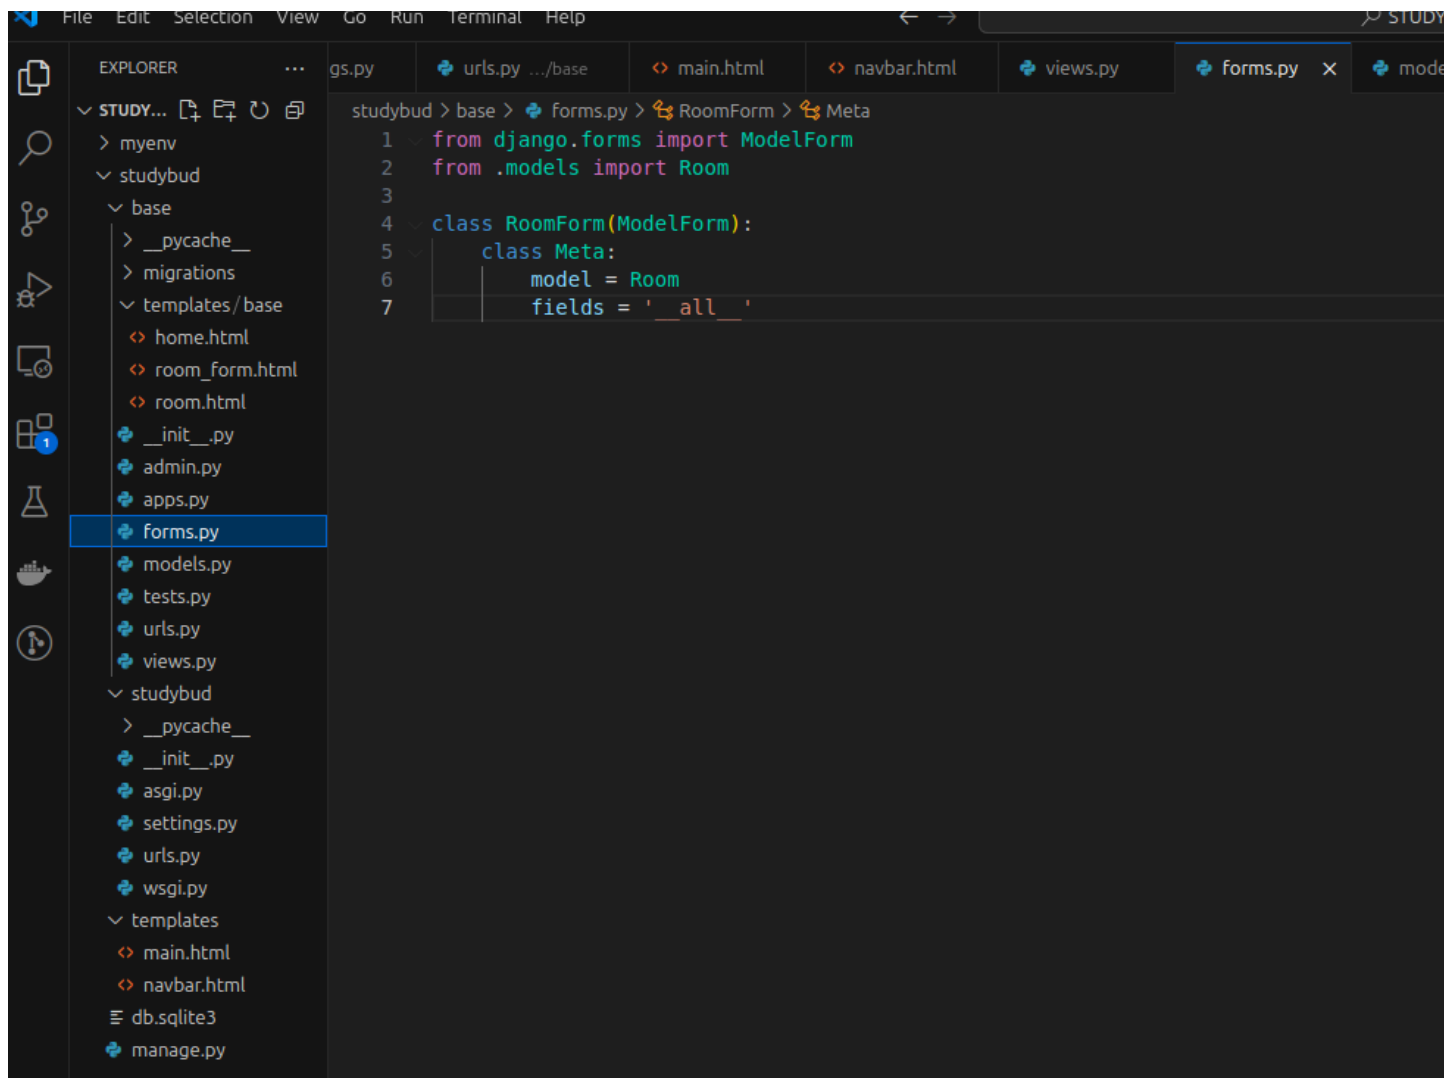 File Edit Selection View Go Run Terminal Help
STUDY
EXPLORER
gs.py
urls.py .../base
main.html
navbar.html
views.py
forms.py
mode
STUDY...
studybud > base > forms.py > RoomForm > Meta
1 from django.forms import ModelForm
2 from .models import Room
3
4 class RoomForm(ModelForm):
5 class Meta:
6 model = Room
7 fields = '__all__'
myenv
studybud
base
__pycache__
migrations
templates/base
home.html
room_form.html
room.html
1
__init__.py
admin.py
apps.py
forms.py
models.py
tests.py
urls.py
views.py
studybud
__pycache__
__init__.py
asgi.py
settings.py
urls.py
wsgi.py
templates
main.html
navbar.html
db.sqlite3
manage.py